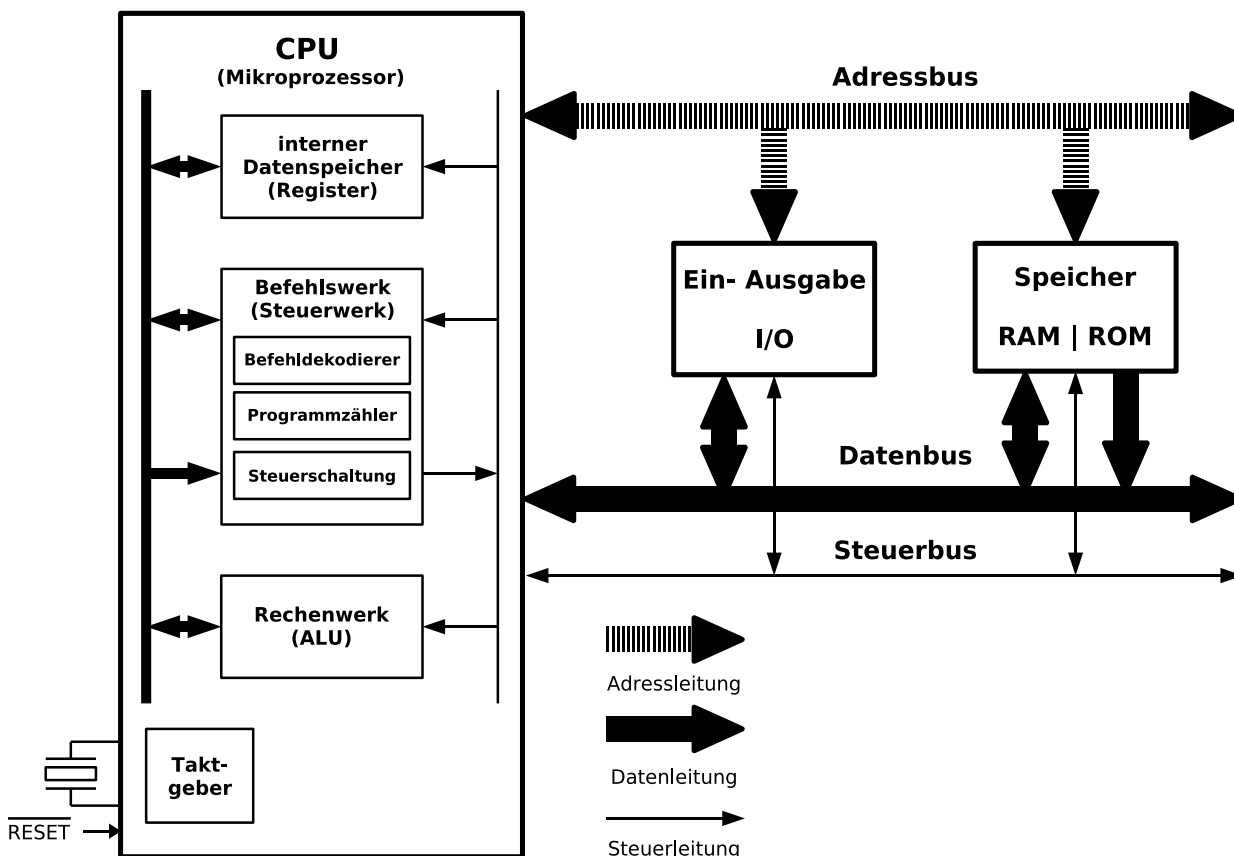 CPU
(Mikroprozessor)
interner
Datenspeicher
(Register)
Befehlswerk
(Steuerwerk)
Befehldekodierer
Programmzähler
Steuerschaltung
Rechenwerk
(ALU)
Takt-
geber
RESET
Adressbus
Ein- Ausgabe
I/O
Speicher
RAM | ROM
Datenbus
Steuerbus
Adressleitung
Datenleitung
Steuerleitung